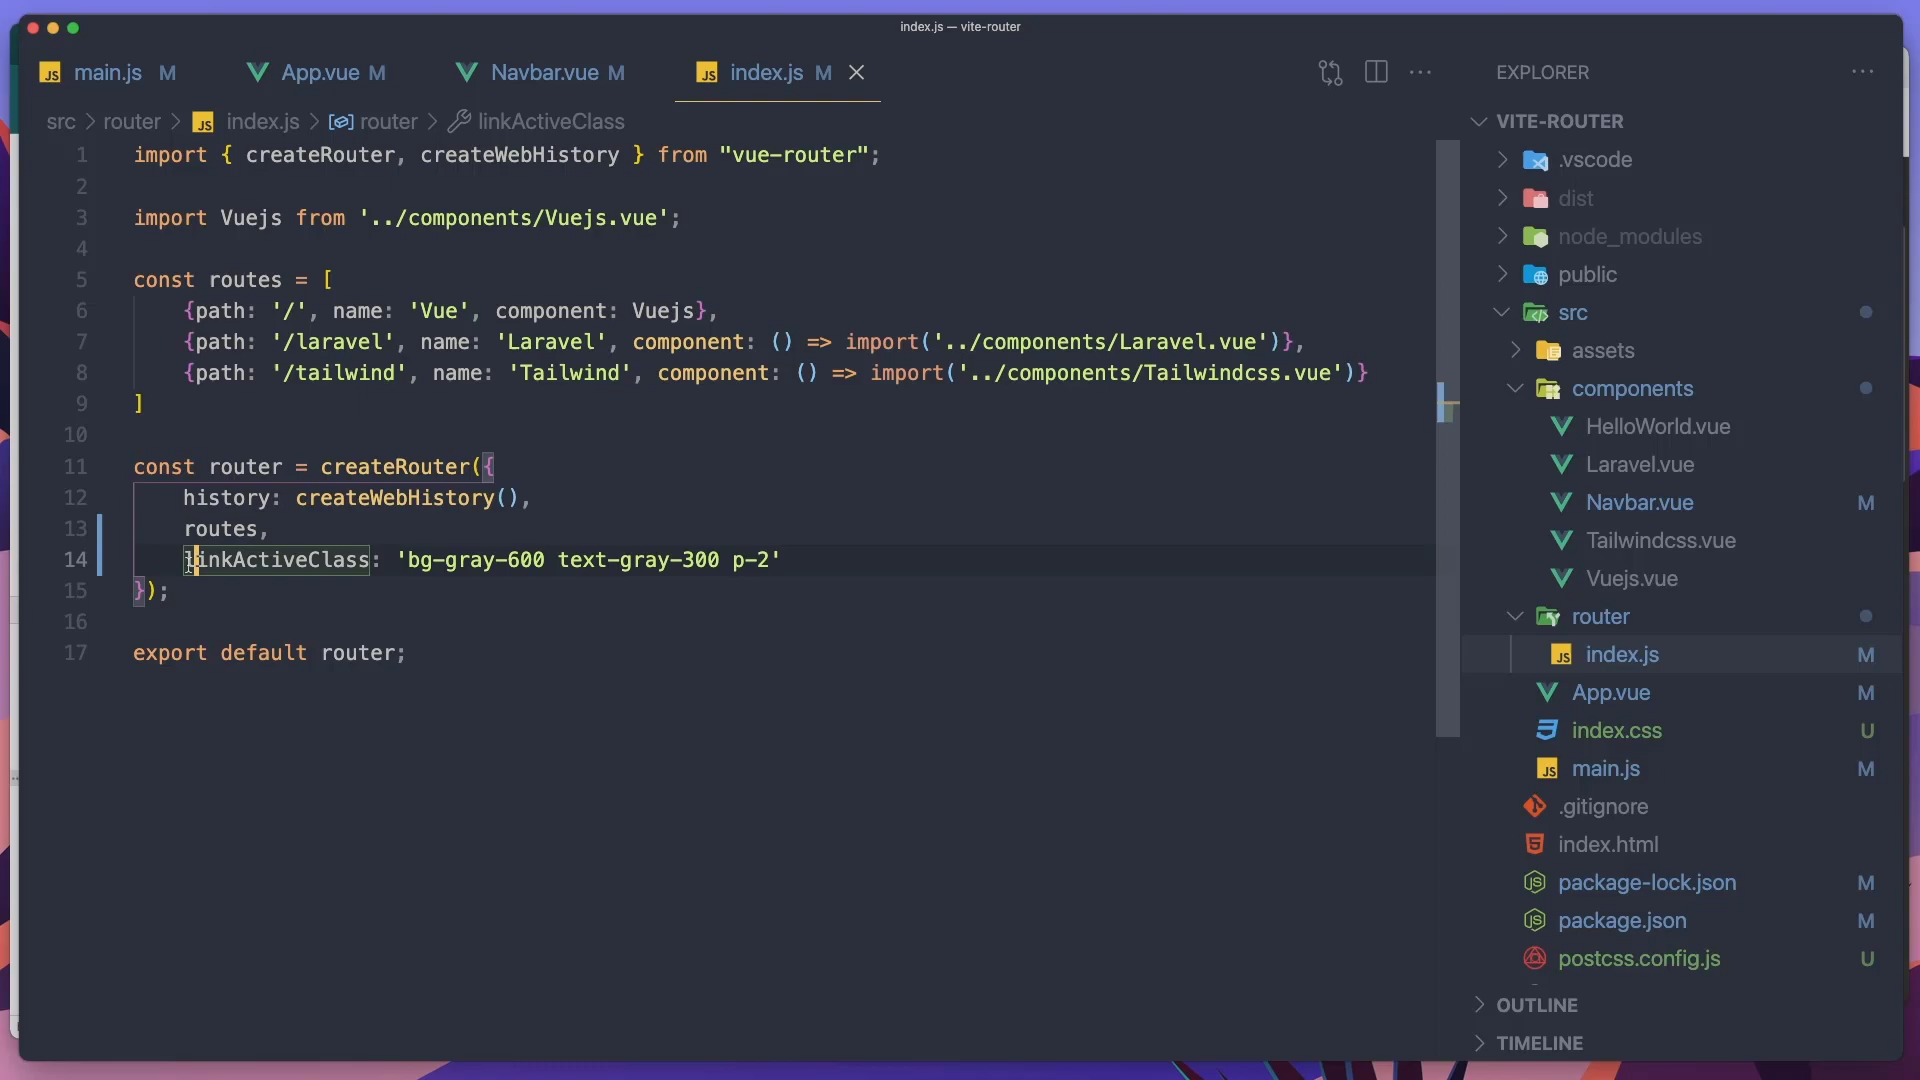 index.js — vite-router
main.js M App.vue M Navbar.vue M index.js M
src > router > index.js > router > linkActiveClass
1 import { createRouter, createWebHistory } from "vue-router";
2
3 import Vuejs from '../components/Vuejs.vue';
4
5 const routes = [
6 {path: '/', name: 'Vue', component: Vuejs},
7 {path: '/laravel', name: 'Laravel', component: () => import('../components/Laravel.vue')},
8 {path: '/tailwind', name: 'Tailwind', component: () => import('../components/Tailwindcss.vue')}
9 ]
10
11 const router = createRouter({
12 history: createWebHistory(),
13 routes,
14 linkActiveClass: 'bg-gray-600 text-gray-300 p-2'
15 });
16
17 export default router;
EXPLORER
VITE-ROUTER
.vscode
dist
node_modules
public
src
assets
components
HelloWorld.vue
Laravel.vue
Navbar.vue M
Tailwindcss.vue
Vuejs.vue
router
index.js M
App.vue M
index.css U
main.js M
.gitignore
index.html
package-lock.json M
package.json M
postcss.config.js U
OUTLINE
TIMELINE